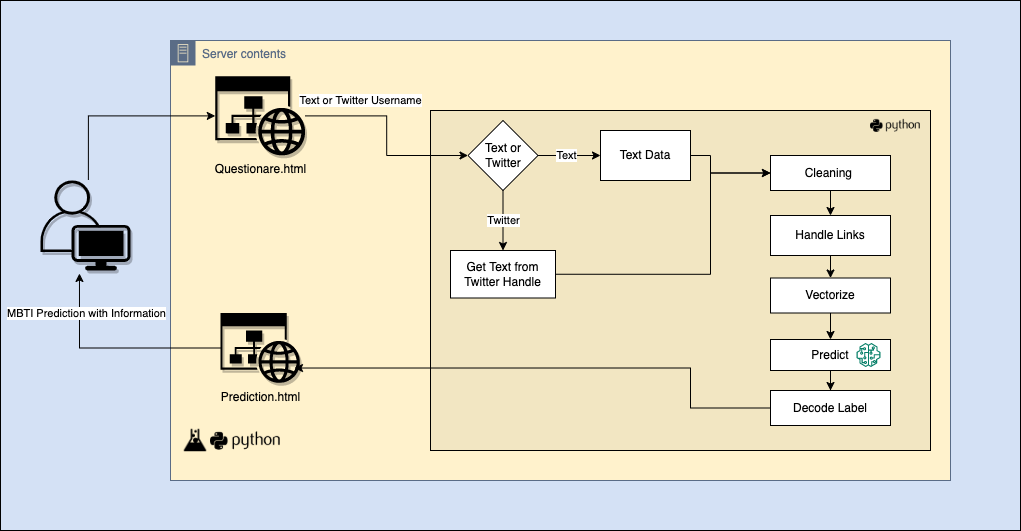 Server contents
Text or Twitter Username
Questionare.html
python
Text or
Twitter
Text
Text Data
Cleaning
Twitter
Handle Links
Get Text from
Twitter Handle
Vectorize
MBTI Prediction with Information
Predict
Prediction.html
Decode Label
python